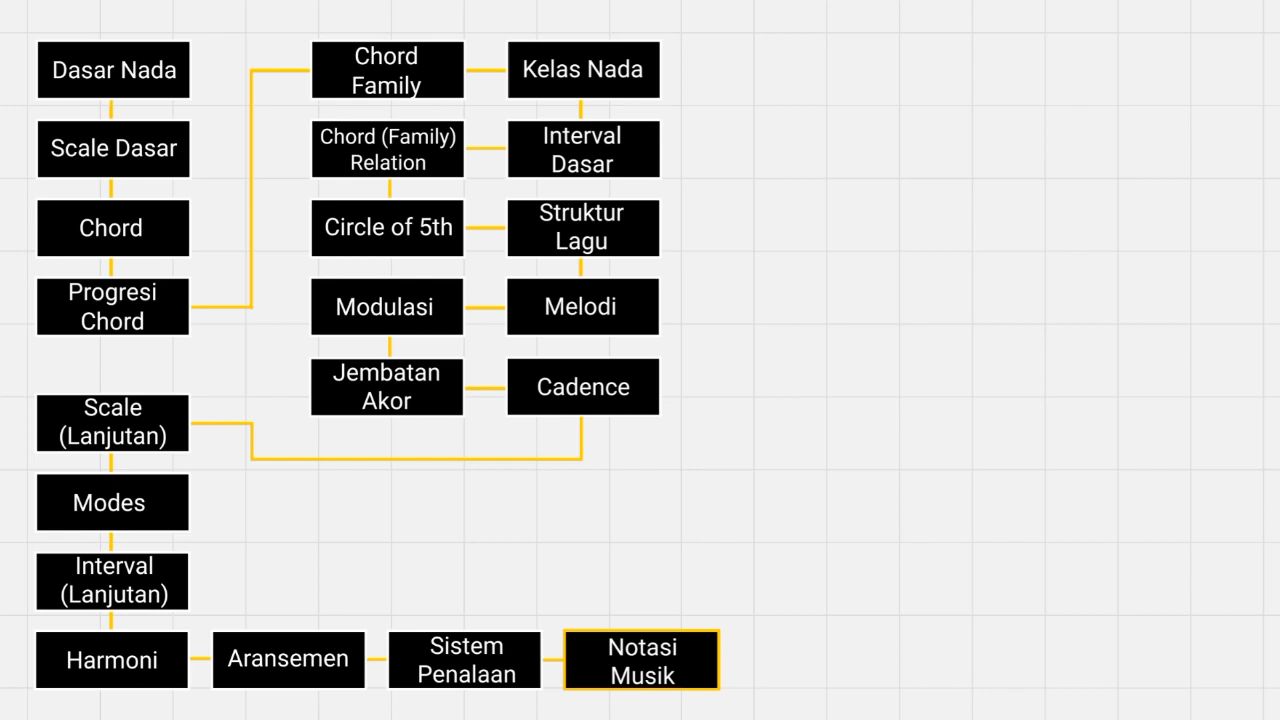 Dasar Nada
Scale Dasar
Chord
Progresi
Chord
Chord
Family
Kelas Nada
Chord (Family)
Relation
Interval
Dasar
Circle of 5th
Struktur
Lagu
Modulasi
Melodi
Jembatan
Akor
Cadence
Scale
(Lanjutan)
Modes
Interval
(Lanjutan)
Harmoni
Aransemen
Sistem
Penalaan
Notasi
Musik